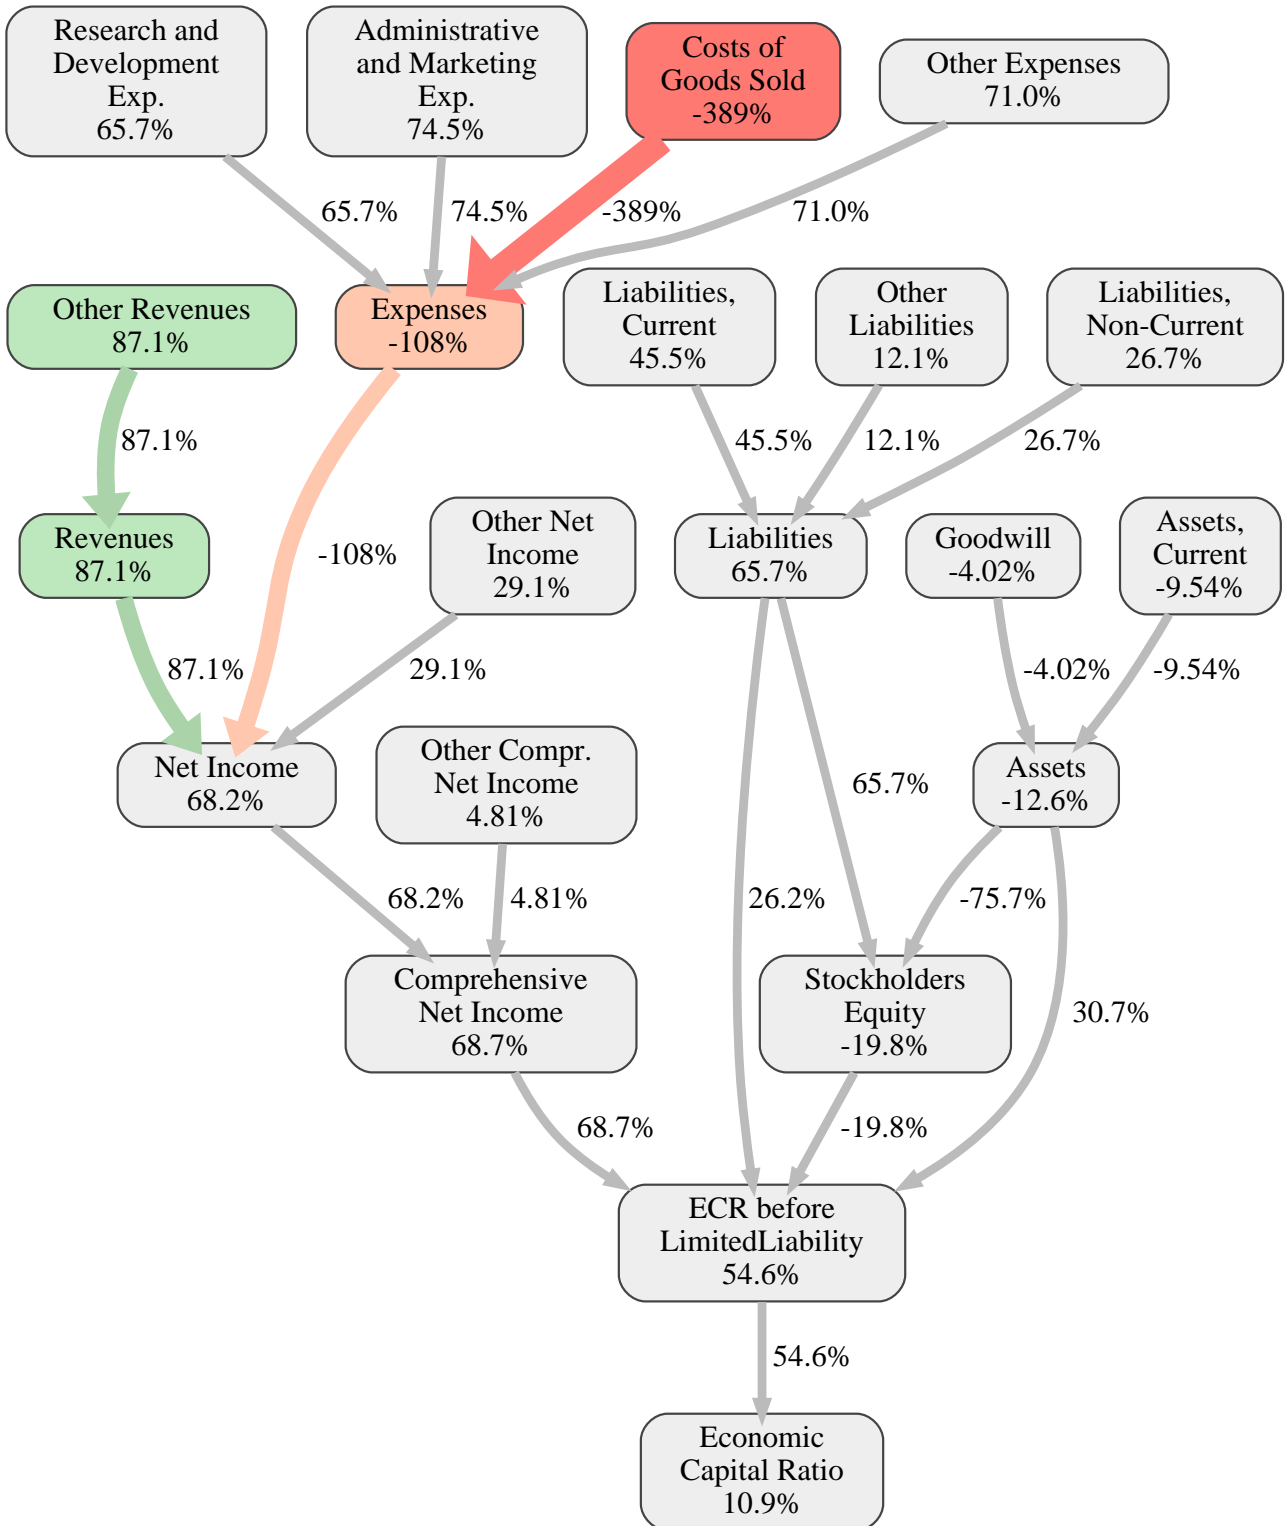 Research and
Development
Exp.
65.7%
Administrative
and Marketing
Exp.
74.5%
Costs of
Goods Sold
-389%
Other Expenses
71.0%
65.7%
74.5%
-389%
71.0%
Other Revenues
87.1%
Expenses
-108%
Liabilities,
Current
45.5%
Other
Liabilities
12.1%
Liabilities,
Non-Current
26.7%
87.1%
45.5%
12.1%
26.7%
Revenues
87.1%
-108%
Other Net
Income
29.1%
Liabilities
65.7%
Goodwill
-4.02%
Assets,
Current
-9.54%
87.1%
29.1%
-4.02%
-9.54%
Net Income
68.2%
Other Compr.
Net Income
4.81%
65.7%
Assets
-12.6%
68.2%
4.81%
26.2%
-75.7%
Comprehensive
Net Income
68.7%
Stockholders
Equity
-19.8%
30.7%
68.7%
-19.8%
ECR before
LimitedLiability
54.6%
54.6%
Economic
Capital Ratio
10.9%